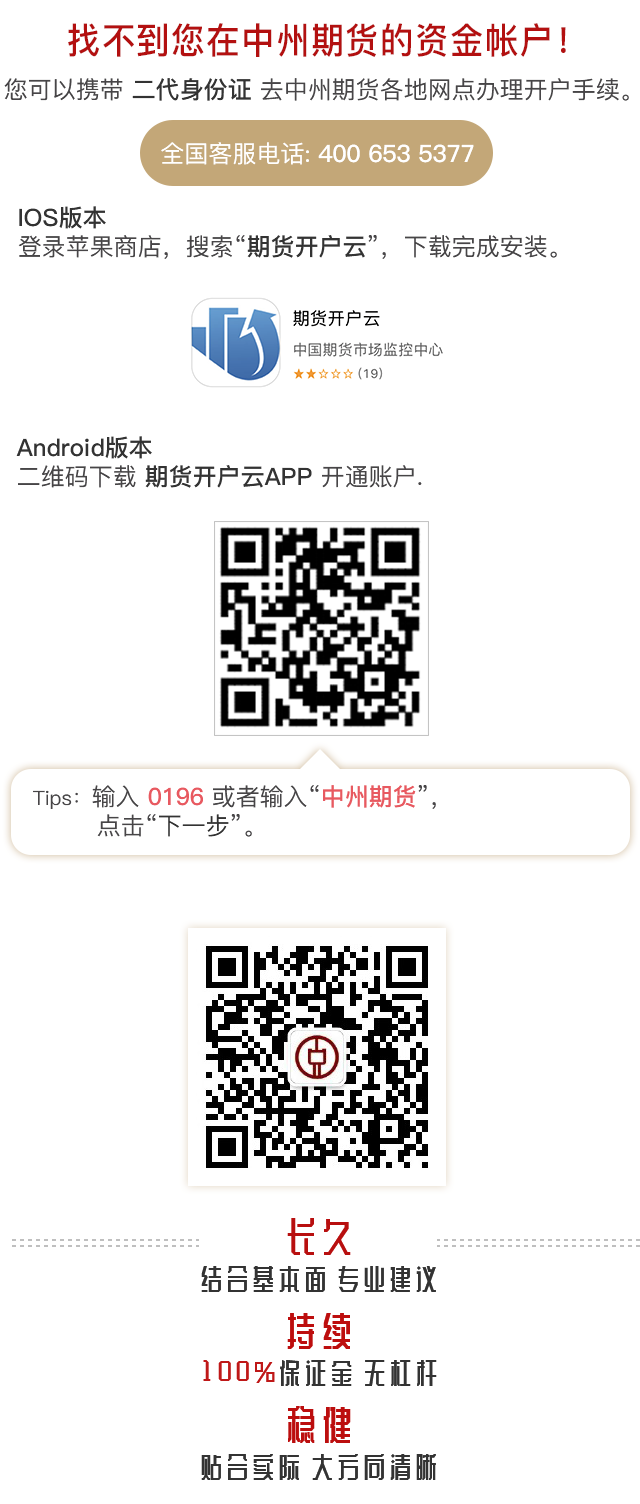 找不到您在中州期货的资金帐户！
您可以携带 二代身份证 去中州期货各地网点办理开户手续。
全国客服电话: 400 653 5377
IOS版本
登录苹果商店，搜索“期货开户云”，下载完成安装。
期货开户云
中国期货市场监控中心
★★☆☆☆ (19)
Android版本
二维码下载 期货开户云APP 开通账户.
Tips：输入 0196 或者输入“中州期货”，
点击“下一步”。
长久
结合基本面 专业建议
持续
100%保证金 无杠杆
稳健
贴合实际 大方向清晰